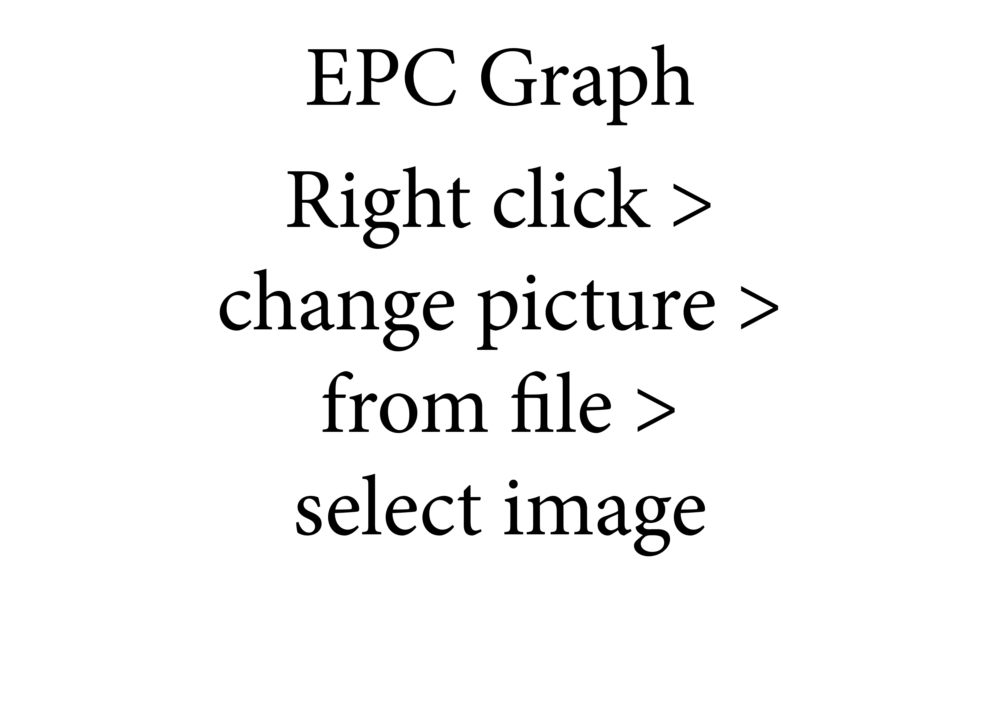 EPC Graph
Right click >
change picture >
from file >
select image